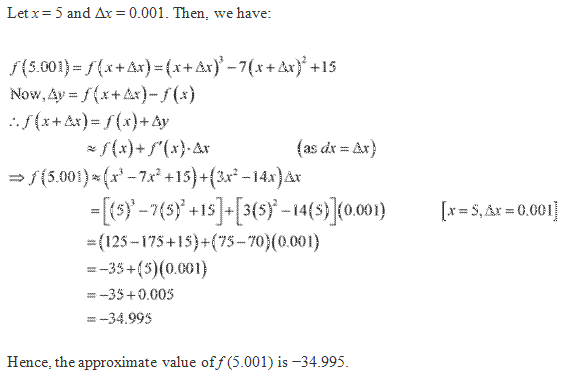 Let x = 5 and Δx = 0.001. Then, we have:
f(5.001) = f(x+Δx) = (x+Δx)³ − 7(x+Δx)² + 15
Now, Δy = f(x+Δx) − f(x)
∴ f(x+Δx) = f(x) + Δy
≈ f(x) + f′(x)·Δx (as dx = Δx)
⇒ f(5.001) ≈ (x³ − 7x² + 15) + (3x² − 14x)Δx
= [(5)³ − 7(5)² + 15] + [3(5)² − 14(5)](0.001) [x = 5, Δx = 0.001]
= (125 − 175 + 15) + (75 − 70)(0.001)
= −35 + (5)(0.001)
= −35 + 0.005
= −34.995
Hence, the approximate value of f (5.001) is −34.995.